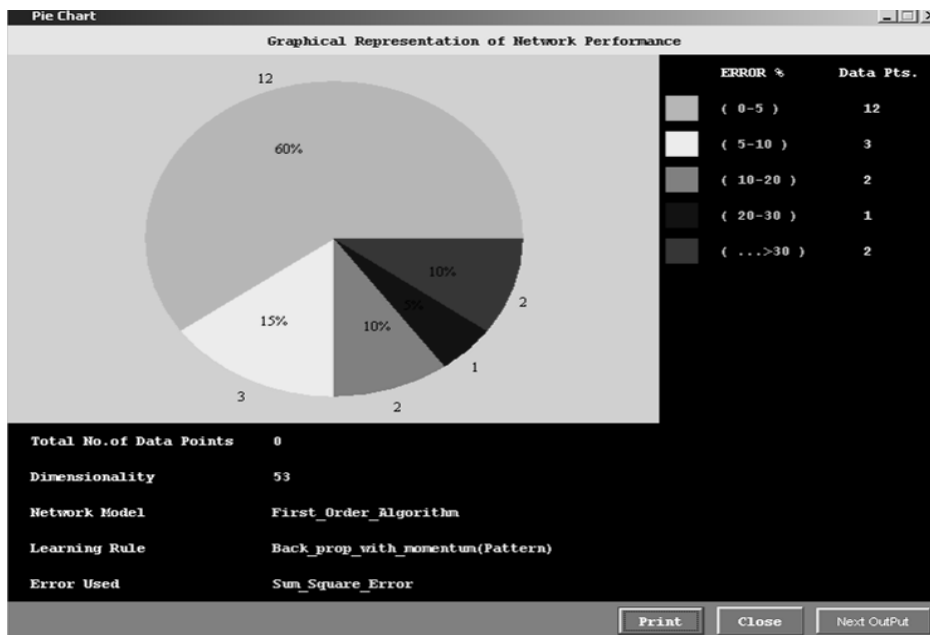 Pie Chart
Graphical Representation of Network Performance
12
60%
15%
10%
5%
10%
3
2
1
2
ERROR % Data Pts.
( 0-5 ) 12
( 5-10 ) 3
( 10-20 ) 2
( 20-30 ) 1
( ...>30 ) 2
Total No.of Data Points 0
Dimensionality 53
Network Model First_Order_Algorithm
Learning Rule Back_prop_with_momentum(Pattern)
Error Used Sum_Square_Error
Print Close Next OutPut